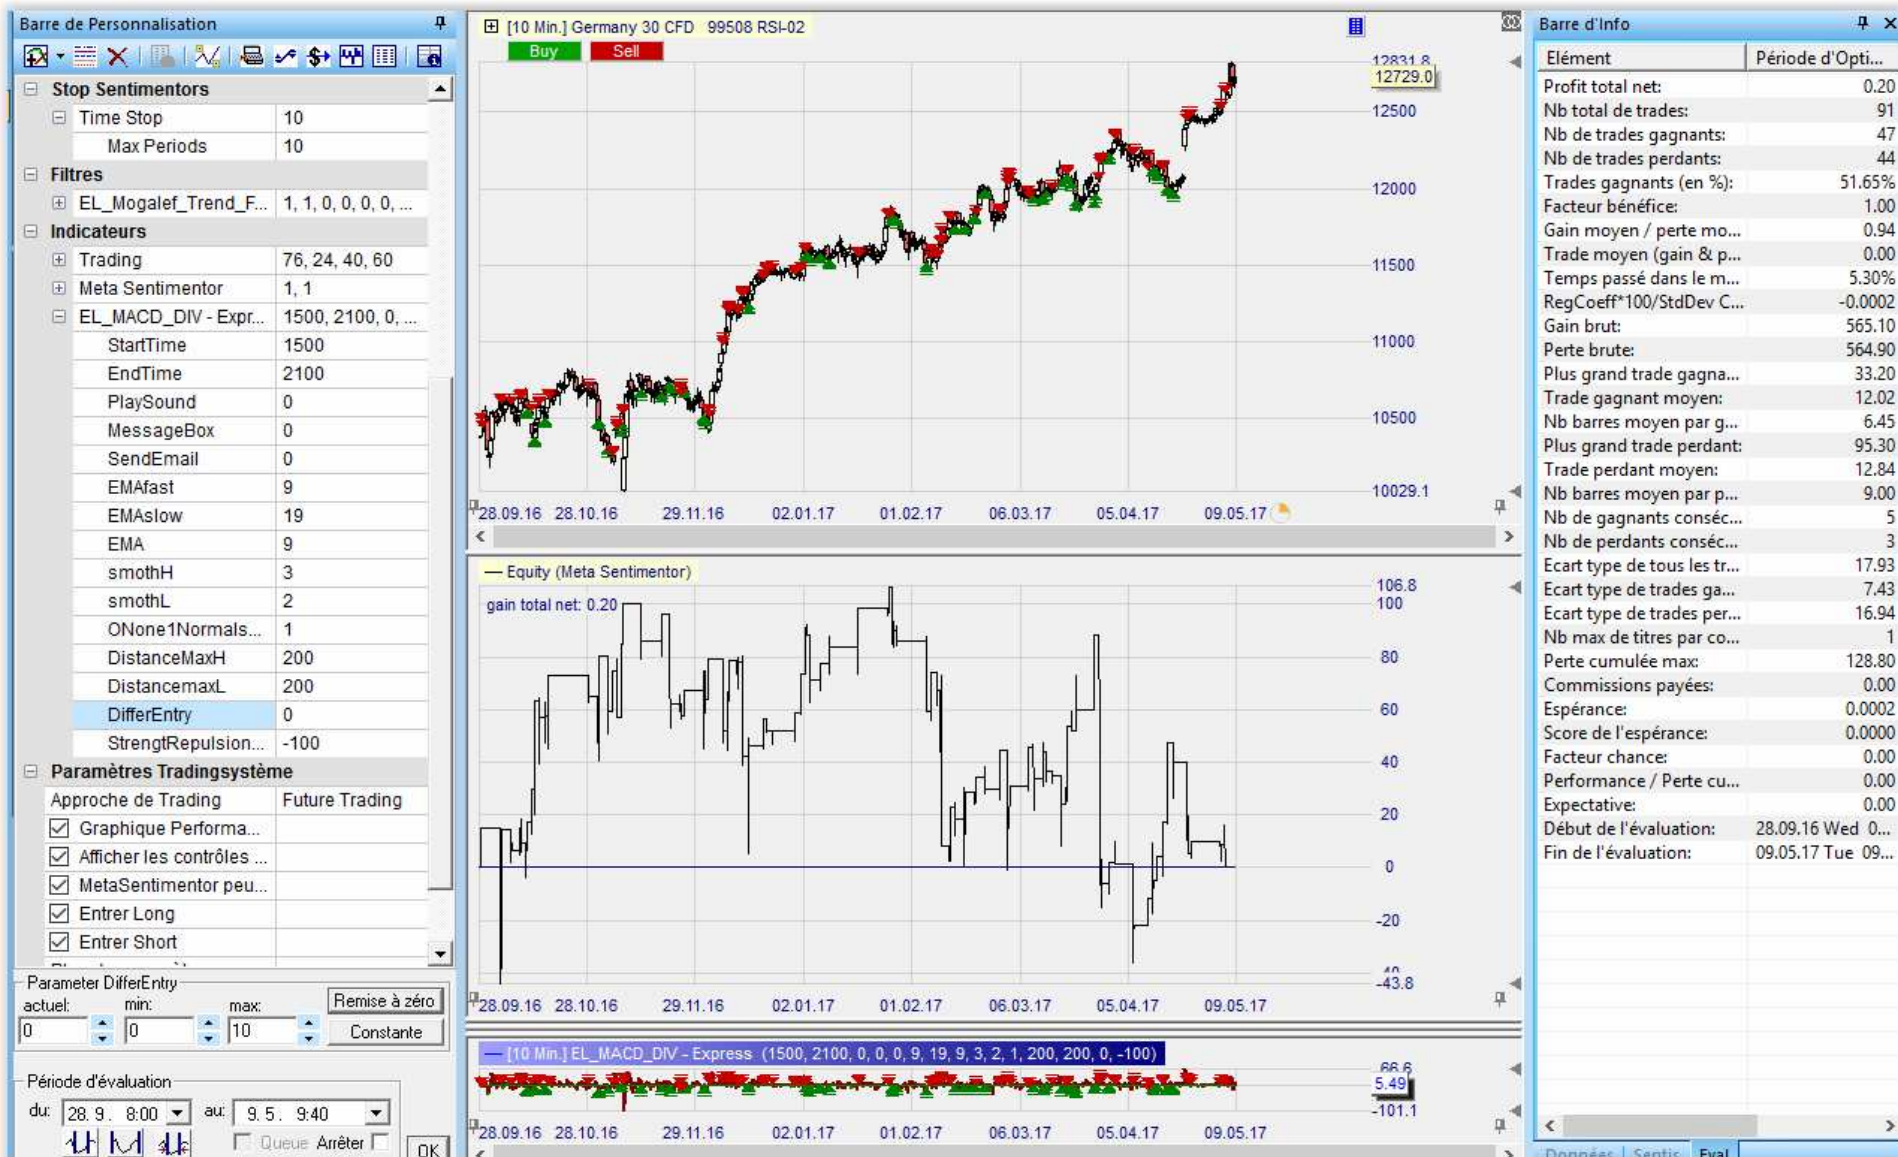 Barre de Personnalisation
Stop Sentimentors
Time Stop 10
Max Periods 10
Filtres
EL_Mogalef_Trend_F... 1, 1, 0, 0, 0, 0, ...
Indicateurs
Trading 76, 24, 40, 60
Meta Sentimentor 1, 1
EL_MACD_DIV - Expr... 1500, 2100, 0, ...
StartTime 1500
EndTime 2100
PlaySound 0
MessageBox 0
SendEmail 0
EMAfast 9
EMAslow 19
EMA 9
smothH 3
smothL 2
ONone1Normals... 1
DistanceMaxH 200
DistancemaxL 200
DifferEntry 0
StrengtRepulsion... -100
Paramètres Tradingsystème
Approche de Trading Future Trading
Graphique Performa...
Afficher les contrôles ...
MetaSentimentor peu...
Entrer Long
Entrer Short
Parameter DifferEntry
actuel: min: max: Remise à zéro
0 0 10 Constante
Période d'évaluation
du: 28. 9. 8:00 au: 9. 5. 9:40
Queue Arrêter OK
[10 Min.] Germany 30 CFD 99508 RSI-02
Buy Sell
12831.8
12729.0
12500
12000
11500
11000
10500
10029.1
28.09.16 28.10.16 29.11.16 02.01.17 01.02.17 06.03.17 05.04.17 09.05.17
Equity (Meta Sentimentor)
gain total net: 0.20
106.8
100
80
60
40
20
0
-20
-40
-43.8
28.09.16 28.10.16 29.11.16 02.01.17 01.02.17 06.03.17 05.04.17 09.05.17
[10 Min.] EL_MACD_DIV - Express (1500, 2100, 0, 0, 0, 9, 19, 9, 3, 2, 1, 200, 200, 0, -100)
66.6
5.49
-101.1
28.09.16 28.10.16 29.11.16 02.01.17 01.02.17 06.03.17 05.04.17 09.05.17
Barre d'Info
Elément Période d'Opti...
Profit total net: 0.20
Nb total de trades: 91
Nb de trades gagnants: 47
Nb de trades perdants: 44
Trades gagnants (en %): 51.65%
Facteur bénéfice: 1.00
Gain moyen / perte mo... 0.94
Trade moyen (gain & p... 0.00
Temps passé dans le m... 5.30%
RegCoeff*100/StdDev C... -0.0002
Gain brut: 565.10
Perte brute: 564.90
Plus grand trade gagna... 33.20
Trade gagnant moyen: 12.02
Nb barres moyen par g... 6.45
Plus grand trade perdant: 95.30
Trade perdant moyen: 12.84
Nb barres moyen par p... 9.00
Nb de gagnants conséc... 5
Nb de perdants conséc... 3
Ecart type de tous les tr... 17.93
Ecart type de trades ga... 7.43
Ecart type de trades per... 16.94
Nb max de titres par co... 1
Perte cumulée max: 128.80
Commissions payées: 0.00
Espérance: 0.0002
Score de l'espérance: 0.0000
Facteur chance: 0.00
Performance / Perte cu... 0.00
Expectative: 0.00
Début de l'évaluation: 28.09.16 Wed 0...
Fin de l'évaluation: 09.05.17 Tue 09...
Données Sentis Eval